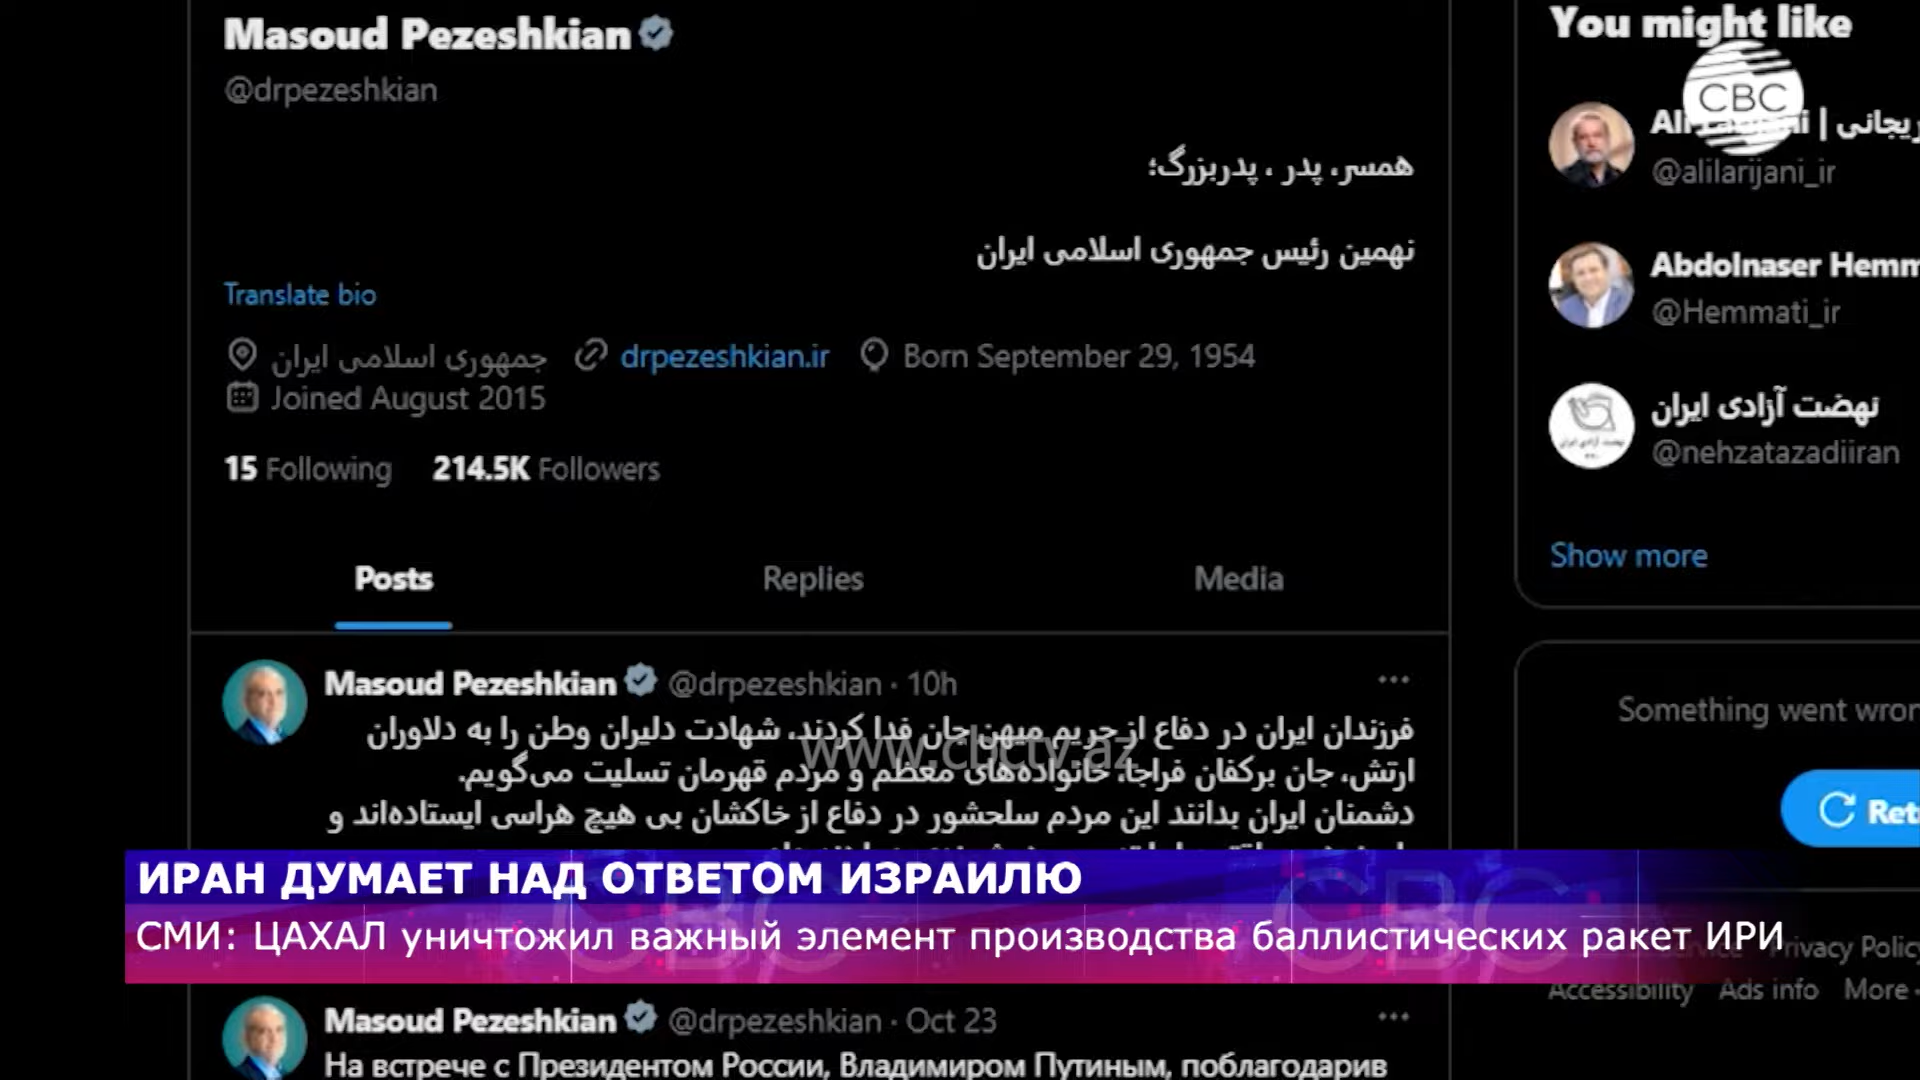 Masoud Pezeshkian
@drpezeshkian
همسر، پدر ، پدربزرگ؛
نهمین رئیس جمهوری اسلامی ایران
Translate bio
جمهوری اسلامی ایران drpezeshkian.ir Born September 29, 1954
Joined August 2015
15 Following 214.5K Followers
Posts Replies Media
Masoud Pezeshkian @drpezeshkian · 10h
فرزندان ایران در دفاع از حریم میهن جان فدا کردند، شهادت دلیران وطن را به دلاوران
ارتش، جان برکفان فراجا، خانواده‌های معظم و مردم قهرمان تسلیت می‌گویم.
دشمنان ایران بدانند این مردم سلحشور در دفاع از خاکشان بی هیچ هراسی ایستاده‌اند و
www.cbctv.az
ИРАН ДУМАЕТ НАД ОТВЕТОМ ИЗРАИЛЮ
СМИ: ЦАХАЛ уничтожил важный элемент производства баллистических ракет ИРИ
Masoud Pezeshkian @drpezeshkian · Oct 23
На встрече с Президентом России, Владимиром Путиным, поблагодарив
You might like
CBC
Ali
@alilarijani_ir
Abdolnaser Hemm
@Hemmati_ir
نهضت آزادی ایران
@nehzatazadiiran
Show more
Something went wron
Ret
Privacy Policy
Accessibility Ads info More